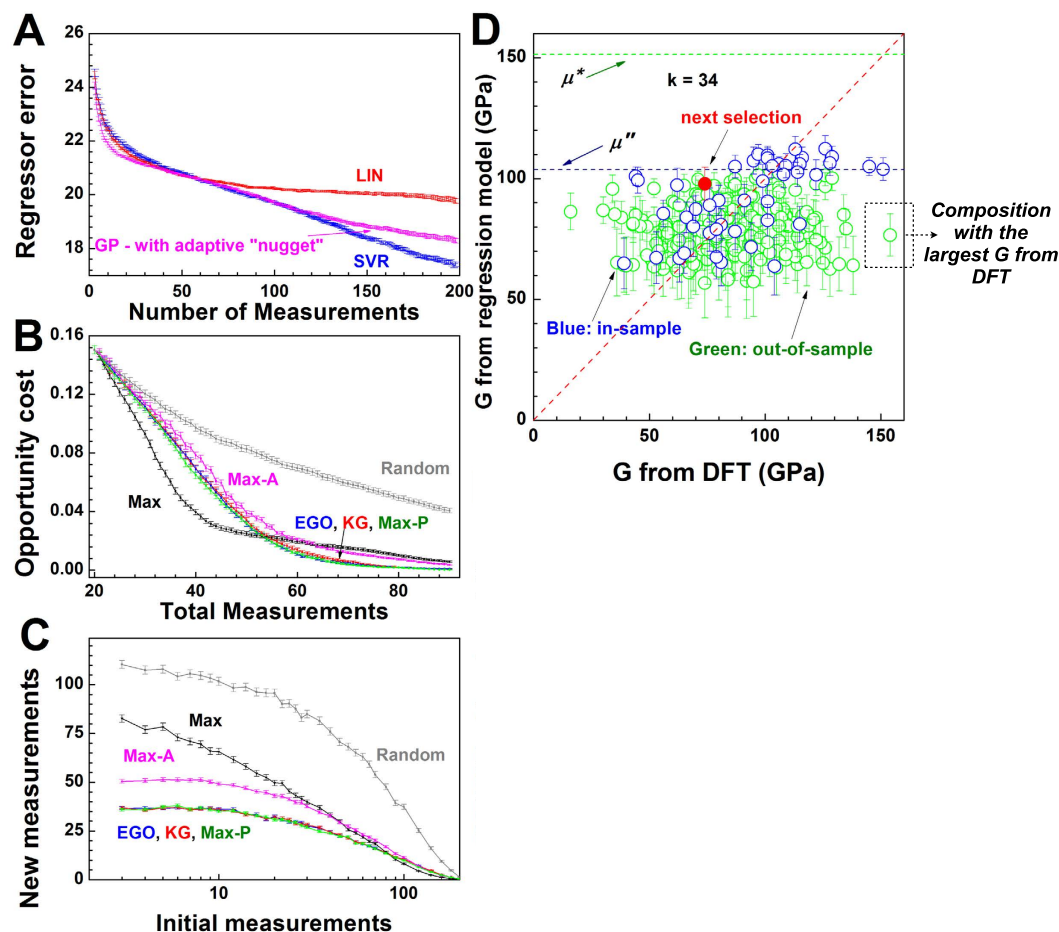 A
Regressor error
26
24
22
20
18
LIN
GP - with adaptive "nugget"
SVR
0 50 100 150 200
Number of Measurements
B
Opportunity cost
0.16
0.12
0.08
0.04
0.00
Random
Max-A
Max
EGO, KG, Max-P
20 40 60 80
Total Measurements
C
New measurements
100
75
50
25
0
Max
Random
Max-A
EGO, KG, Max-P
10 100
Initial measurements
D
G from regression model (GPa)
150
100
50
0
μ*
k = 34
next selection
μ″
Blue: in-sample
Green: out-of-sample
0 50 100 150
G from DFT (GPa)
Composition
with the
largest G from
DFT